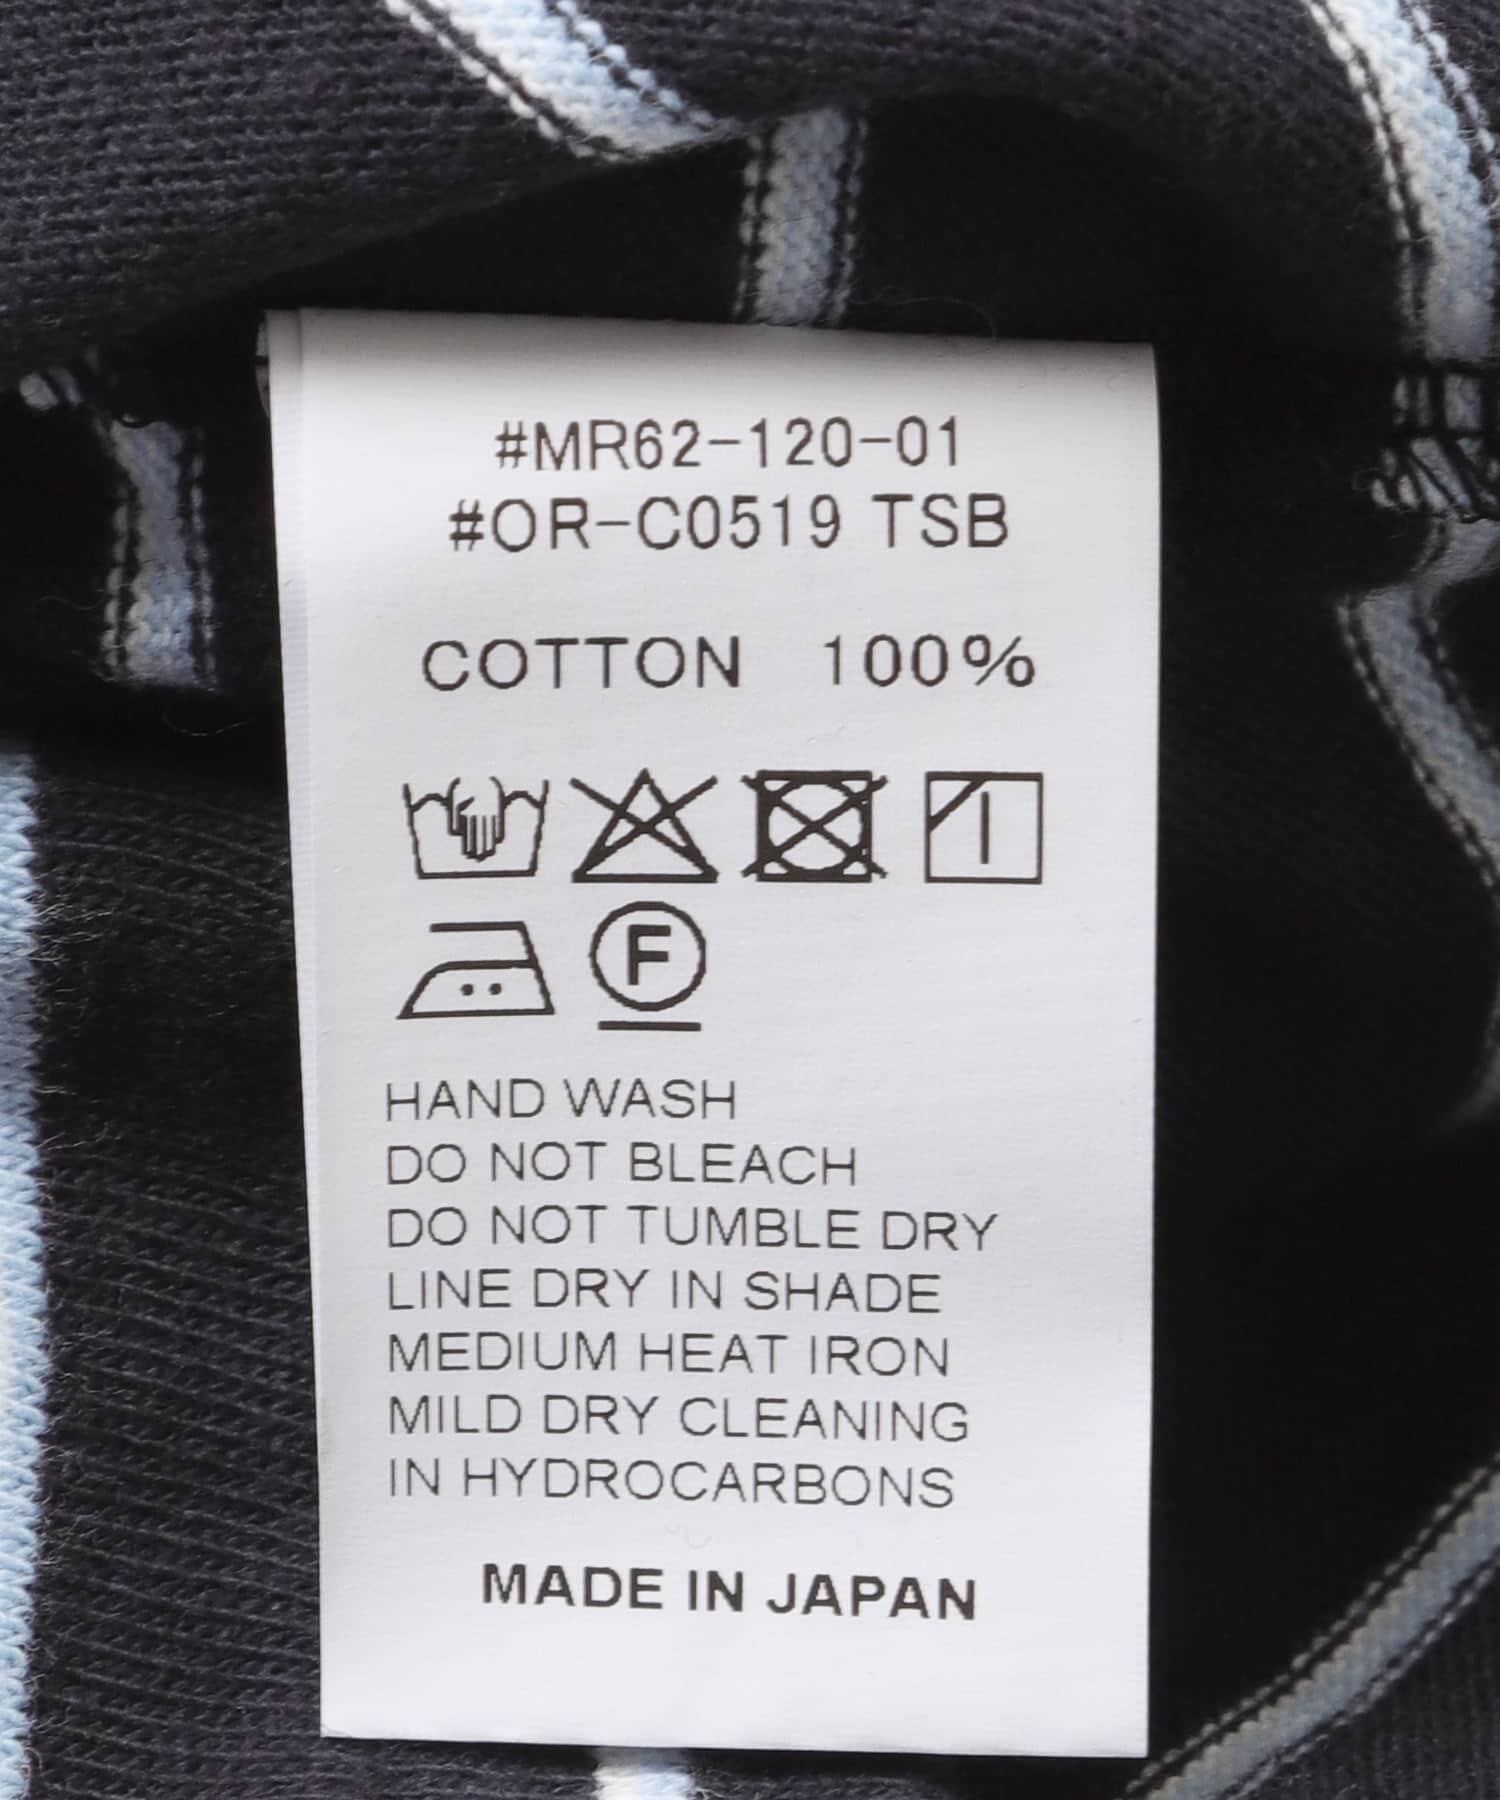 #MR62-120-01
#OR-C0519 TSB
COTTON 100%
F
HAND WASH
DO NOT BLEACH
DO NOT TUMBLE DRY
LINE DRY IN SHADE
MEDIUM HEAT IRON
MILD DRY CLEANING
IN HYDROCARBONS
MADE IN JAPAN